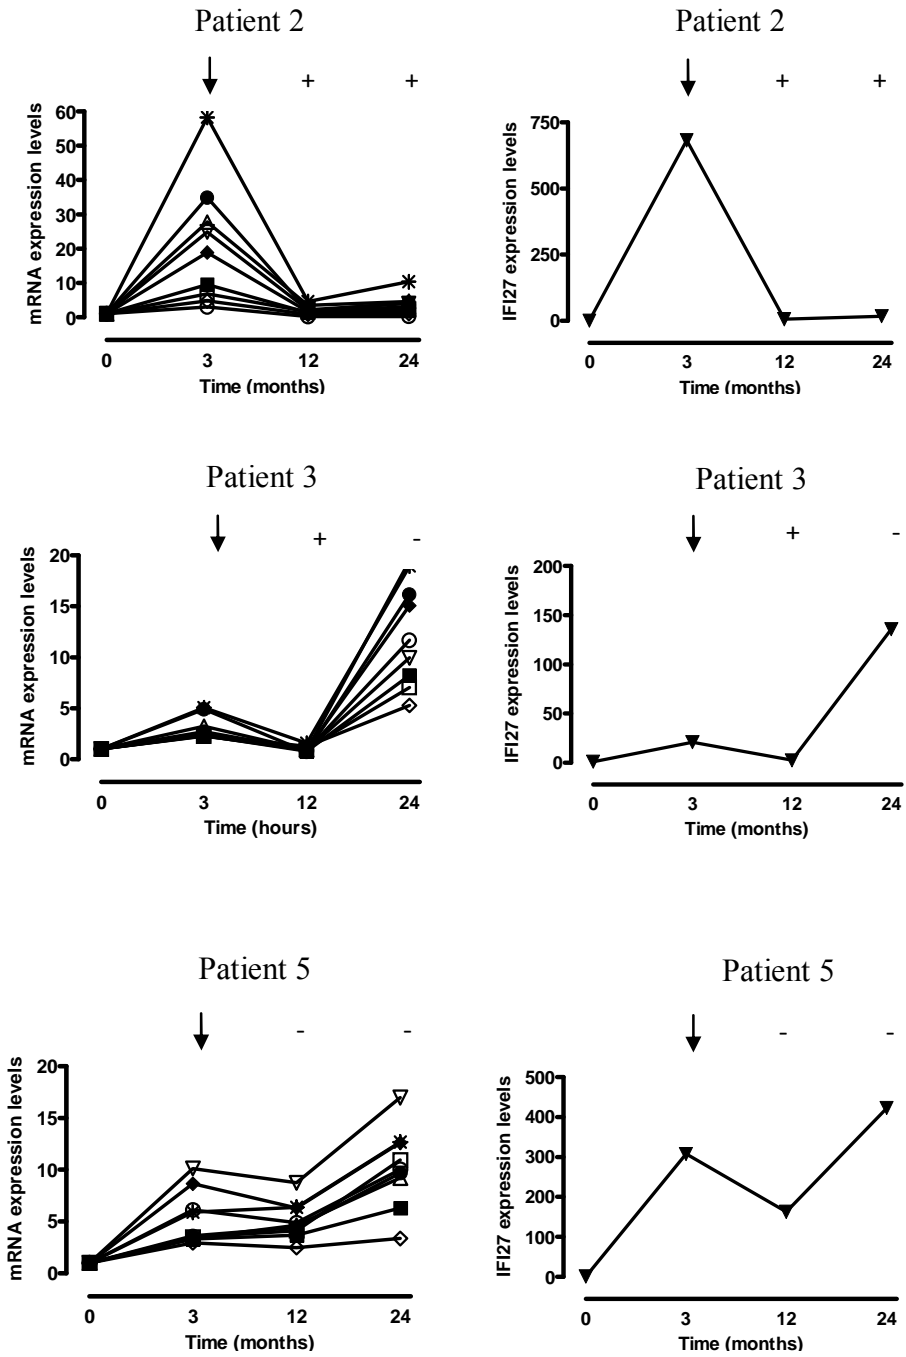 Patient 2
+ +
mRNA expression levels
60
50
40
30
20
10
0
0 3 12 24
Time (months)
Patient 2
+ +
IFI27 expression levels
750
500
250
0
0 3 12 24
Time (months)
Patient 3
+ -
mRNA expression levels
20
15
10
5
0
0 3 12 24
Time (hours)
Patient 3
+ -
IFI27 expression levels
200
150
100
50
0
0 3 12 24
Time (months)
Patient 5
- -
mRNA expression levels
20
15
10
5
0
0 3 12 24
Time (months)
Patient 5
- -
IFI27 expression levels
500
400
300
200
100
0
0 3 12 24
Time (months)